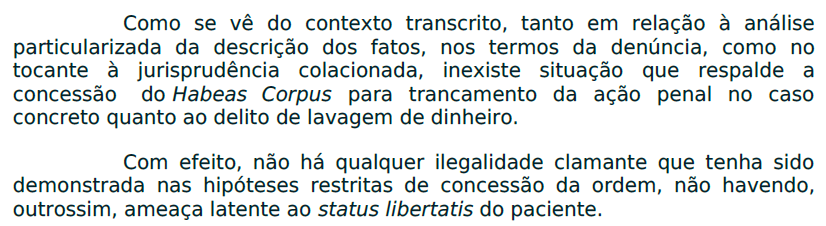 Como se vê do contexto transcrito, tanto em relação à análise
particularizada da descrição dos fatos, nos termos da denúncia, como no
tocante à jurisprudência colacionada, inexiste situação que respalde a
concessão do Habeas Corpus para trancamento da ação penal no caso
concreto quanto ao delito de lavagem de dinheiro.
Com efeito, não há qualquer ilegalidade clamante que tenha sido
demonstrada nas hipóteses restritas de concessão da ordem, não havendo,
outrossim, ameaça latente ao status libertatis do paciente.